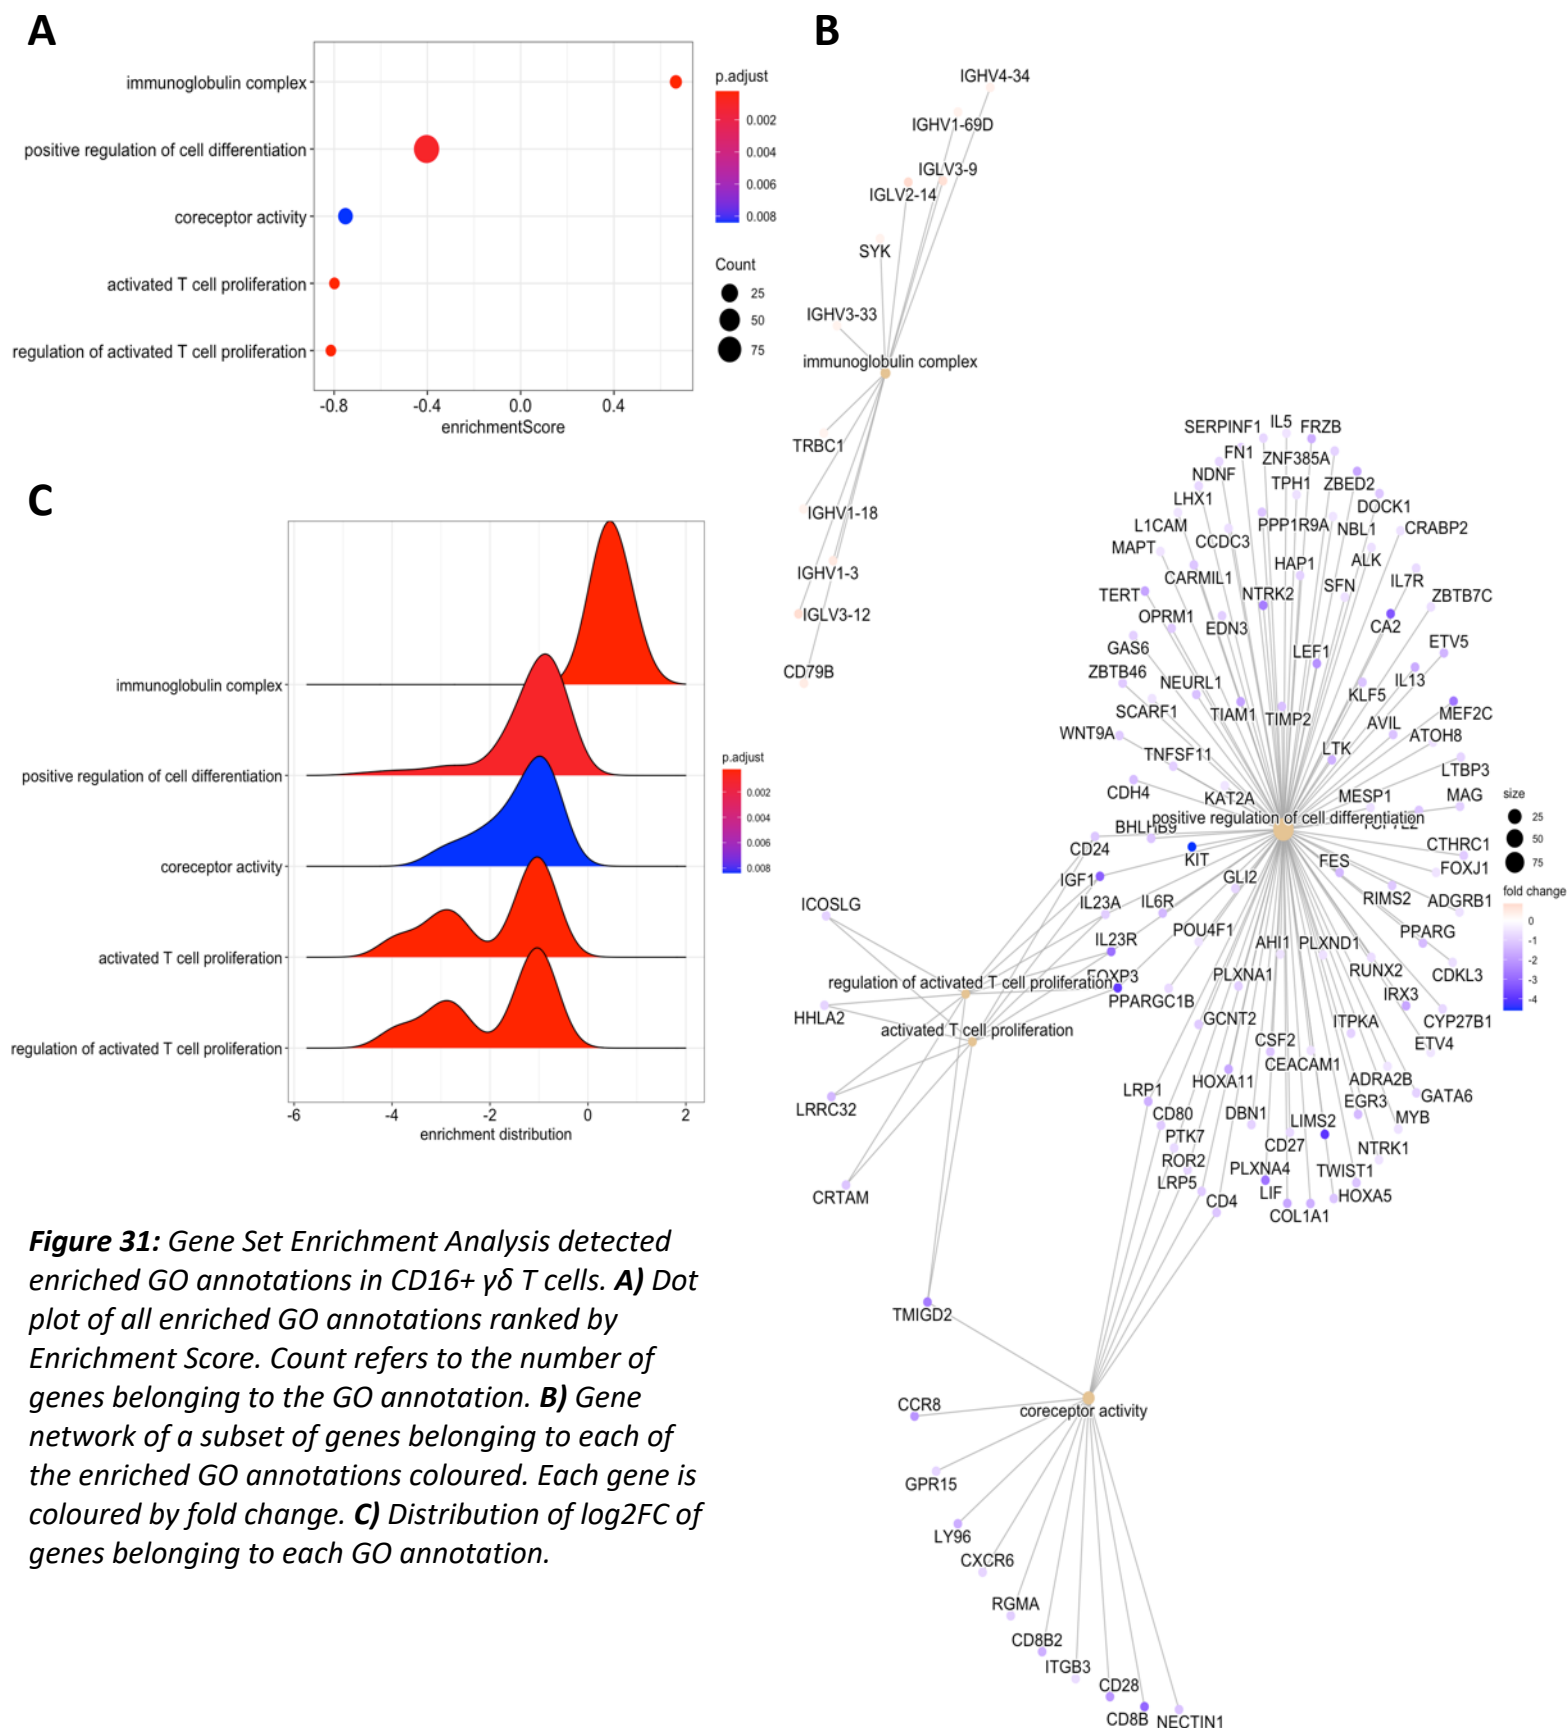 A
immunoglobulin complex
positive regulation of cell differentiation
coreceptor activity
activated T cell proliferation
regulation of activated T cell proliferation
-0.8 -0.4 0.0 0.4
enrichmentScore
p.adjust
0.002
0.004
0.006
0.008
Count
25
50
75
B
IGHV4-34
IGHV1-69D
IGLV3-9
IGLV2-14
SYK
IGHV3-33
immunoglobulin complex
TRBC1
IGHV1-18
IGHV1-3
IGLV3-12
CD79B
SERPINF1 IL5 FRZB
FN1 ZNF385A
NDNF TPH1 ZBED2
LHX1 DOCK1
L1CAM PPP1R9A NBL1 CRABP2
MAPT CCDC3 ALK
CARMIL1 HAP1 SFN IL7R
TERT NTRK2 ZBTB7C
OPRM1 EDN3 CA2
GAS6 LEF1 ETV5
ZBTB46 NEURL1 KLF5 IL13
SCARF1 TIAM1 TIMP2 MEF2C
WNT9A AVIL ATOH8
TNFSF11 LTK LTBP3
CDH4 KAT2A MESP1 MAG
positive regulation of cell differentiation
BHLHB9 TCF7L2
CD24 KIT FES CTHRC1
FOXJ1
IGF1 GLI2 RIMS2 ADGRB1
ICOSLG IL23A IL6R
IL23R POU4F1 AHI1 PLXND1 PPARG
regulation of activated T cell proliferation FOXP3 PLXNA1 RUNX2 CDKL3
PPARGC1B IRX3
HHLA2 activated T cell proliferation GCNT2 ITPKA CYP27B1
CSF2 ETV4
CEACAM1
LRP1 HOXA11 ADRA2B
LRRC32 CD80 DBN1 LIMS2 EGR3 GATA6
PTK7 CD27 MYB
ROR2 PLXNA4 TWIST1 NTRK1
CRTAM LRP5 CD4 LIF HOXA5
COL1A1
size
25
50
75
fold change
0
-1
-2
-3
-4
TMIGD2
CCR8
coreceptor activity
GPR15
LY96
CXCR6
RGMA
CD8B2
ITGB3
CD28
CD8B NECTIN1
C
immunoglobulin complex
positive regulation of cell differentiation
coreceptor activity
activated T cell proliferation
regulation of activated T cell proliferation
-6 -4 -2 0 2
enrichment distribution
p.adjust
0.002
0.004
0.006
0.008
Figure 31: Gene Set Enrichment Analysis detected
enriched GO annotations in CD16+ γδ T cells. A) Dot
plot of all enriched GO annotations ranked by
Enrichment Score. Count refers to the number of
genes belonging to the GO annotation. B) Gene
network of a subset of genes belonging to each of
the enriched GO annotations coloured. Each gene is
coloured by fold change. C) Distribution of log2FC of
genes belonging to each GO annotation.